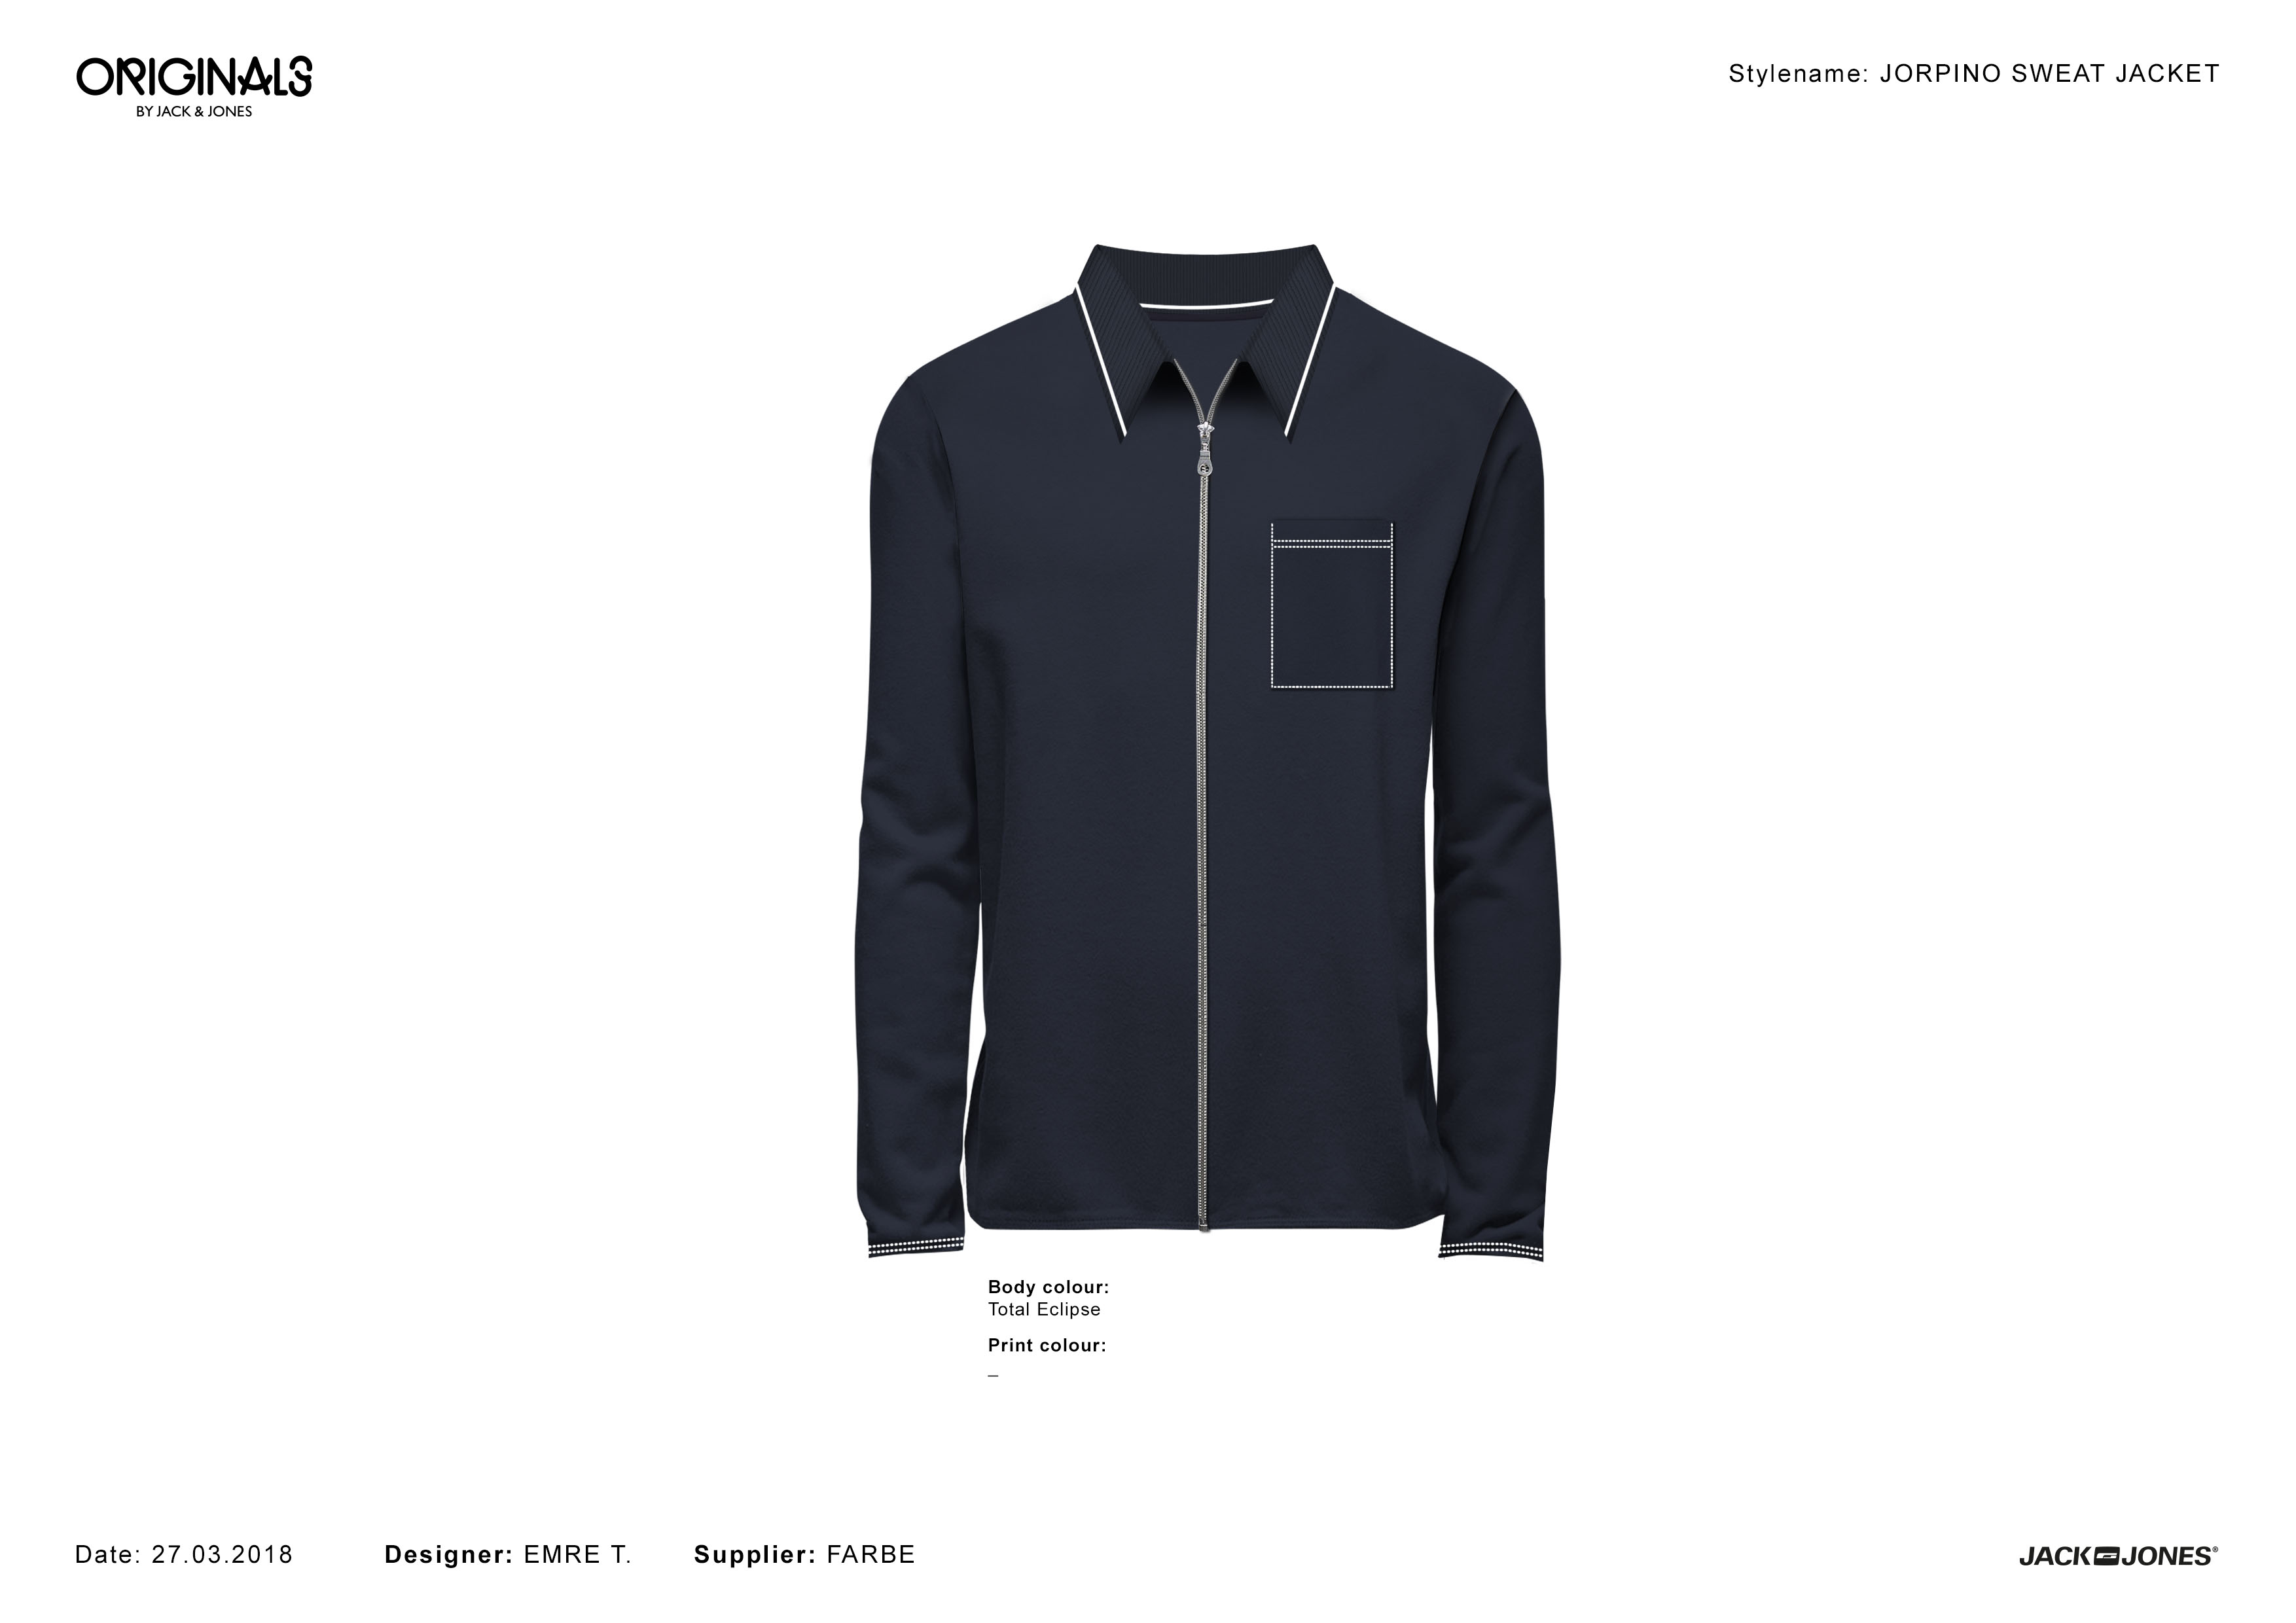 ORIGINALS
BY JACK & JONES
Stylename: JORPINO SWEAT JACKET
Body colour:
Total Eclipse
Print colour:
–
Date: 27.03.2018 Designer: EMRE T. Supplier: FARBE
JACK JONES®